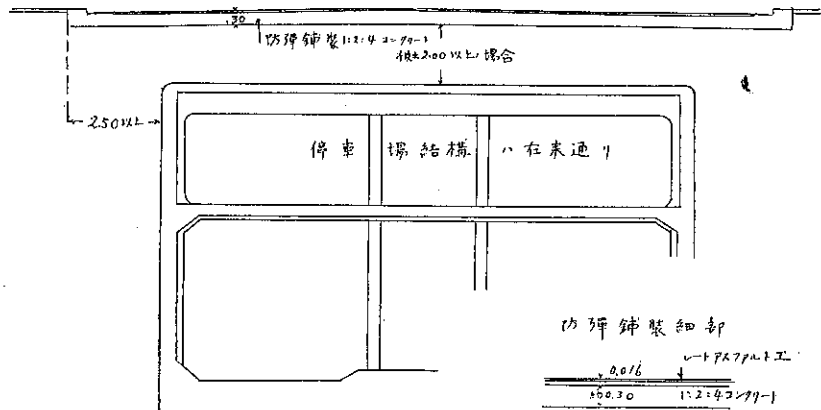 .30
防弾鋪装1:2:4コンクリート
被土2.00以上ノ場合
2.50以上
停車場結構ハ在来通リ
防弾鋪装細部
シートアスファルト工
0.016
0.30 1:2:4コンクリート